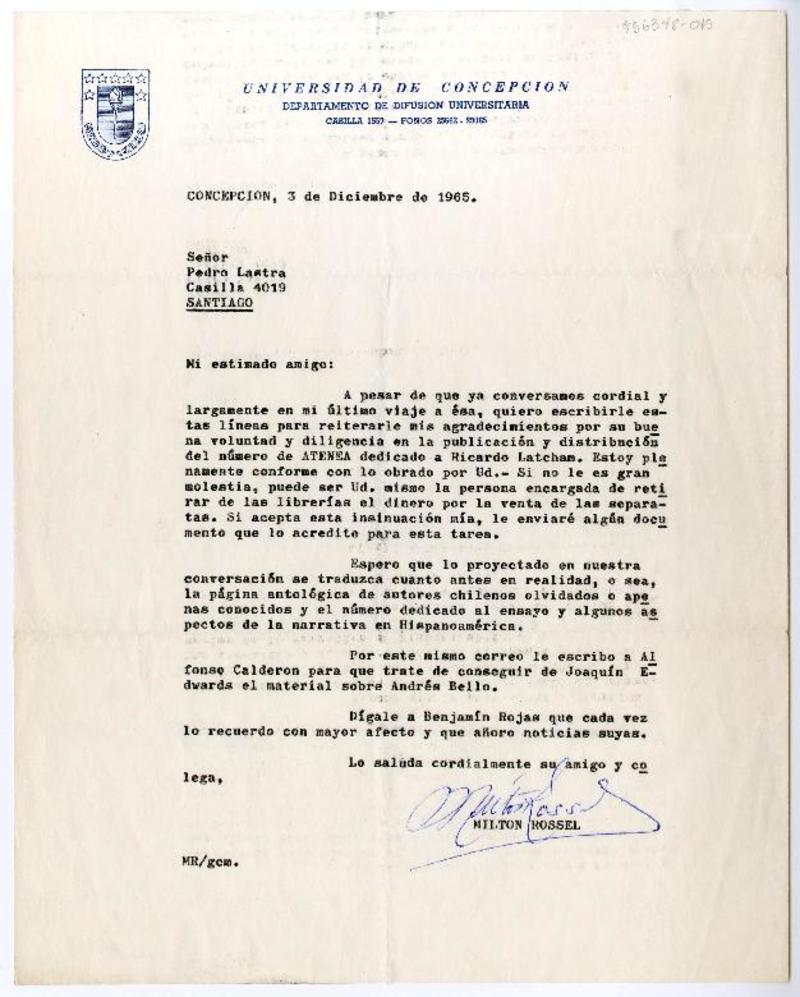 UNIVERSIDAD DE CONCEPCION
DEPARTAMENTO DE DIFUSION UNIVERSITARIA
CASILLA 1557 — FONOS
CONCEPCION, 3 de Diciembre de 1965.
Señor
Pedro Lastra
Casilla 4019
SANTIAGO
Mi estimado amigo:
A pesar de que ya conversamos cordial y
largamente en mi último viaje a ésa, quiero escribirle es-
tas líneas para reiterarle mis agradecimientos por su bue
na voluntad y diligencia en la publicación y distribución
del número de ATENEA dedicado a Ricardo Latcham. Estoy ple
namente conforme con lo obrado por Ud.- Si no le es gran
molestia, puede ser Ud. mismo la persona encargada de reti
rar de las librerías el dinero por la venta de las separa-
tas. Si acepta esta insinuación mía, le enviaré algún docu
mento que lo acredite para esta tarea.
Espero que lo proyectado en nuestra
conversación se traduzca cuanto antes en realidad, o sea,
la página antológica de autores chilenos olvidados o ape
nas conocidos y el número dedicado al ensayo y algunos as
pectos de la narrativa en Hispanoamérica.
Por este mismo correo le escribo a Al
fonso Calderon para que trate de conseguir de Joaquín E-
dwards el material sobre Andrés Bello.
Dígale a Benjamín Rojas que cada vez
lo recuerdo con mayor afecto y que añoro noticias suyas.
Lo saluda cordialmente su amigo y co
lega,
Milton Rossel
MILTON ROSSEL
MR/gcm.